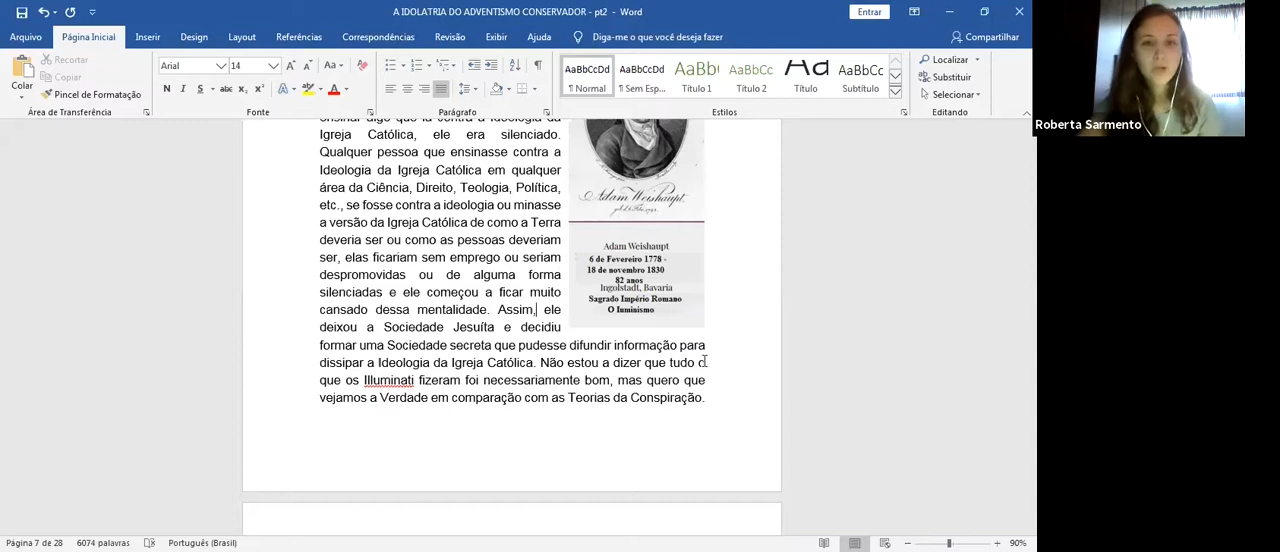 A IDOLATRIA DO ADVENTISMO CONSERVADOR - pt2 - Word
Entrar
Arquivo Página Inicial Inserir Design Layout Referências Correspondências Revisão Exibir Ajuda Diga-me o que você deseja fazer Compartilhar
Colar
Recortar
Copiar
Pincel de Formatação
Área de Transferência
Arial 14
Fonte
Parágrafo
AaBbCcDd AaBbCcDd AaBbCc AaBbCc AaB AaBbCc
¶ Normal ¶ Sem Esp... Título 1 Título 2 Título Subtítulo
Estilos
Localizar
Substituir
Selecionar
Editando
Roberta Sarmento
ensinar algo que ia contra a Ideologia da
Igreja Católica, ele era silenciado.
Qualquer pessoa que ensinasse contra a
Ideologia da Igreja Católica em qualquer
área da Ciência, Direito, Teologia, Política,
etc., se fosse contra a ideologia ou minasse
a versão da Igreja Católica de como a Terra
deveria ser ou como as pessoas deveriam
ser, elas ficariam sem emprego ou seriam
despromovidas ou de alguma forma
silenciadas e ele começou a ficar muito
cansado dessa mentalidade. Assim, ele
deixou a Sociedade Jesuíta e decidiu
formar uma Sociedade secreta que pudesse difundir informação para
dissipar a Ideologia da Igreja Católica. Não estou a dizer que tudo o
que os Illuminati fizeram foi necessariamente bom, mas quero que
vejamos a Verdade em comparação com as Teorias da Conspiração.
Adam Weishaupt
Adam Weishaupt
6 de Fevereiro 1778 -
18 de novembro 1830
82 anos
Ingolstadt, Bavaria
Sagrado Império Romano
O Inminismo
Página 7 de 28 6074 palavras Português (Brasil) 90%